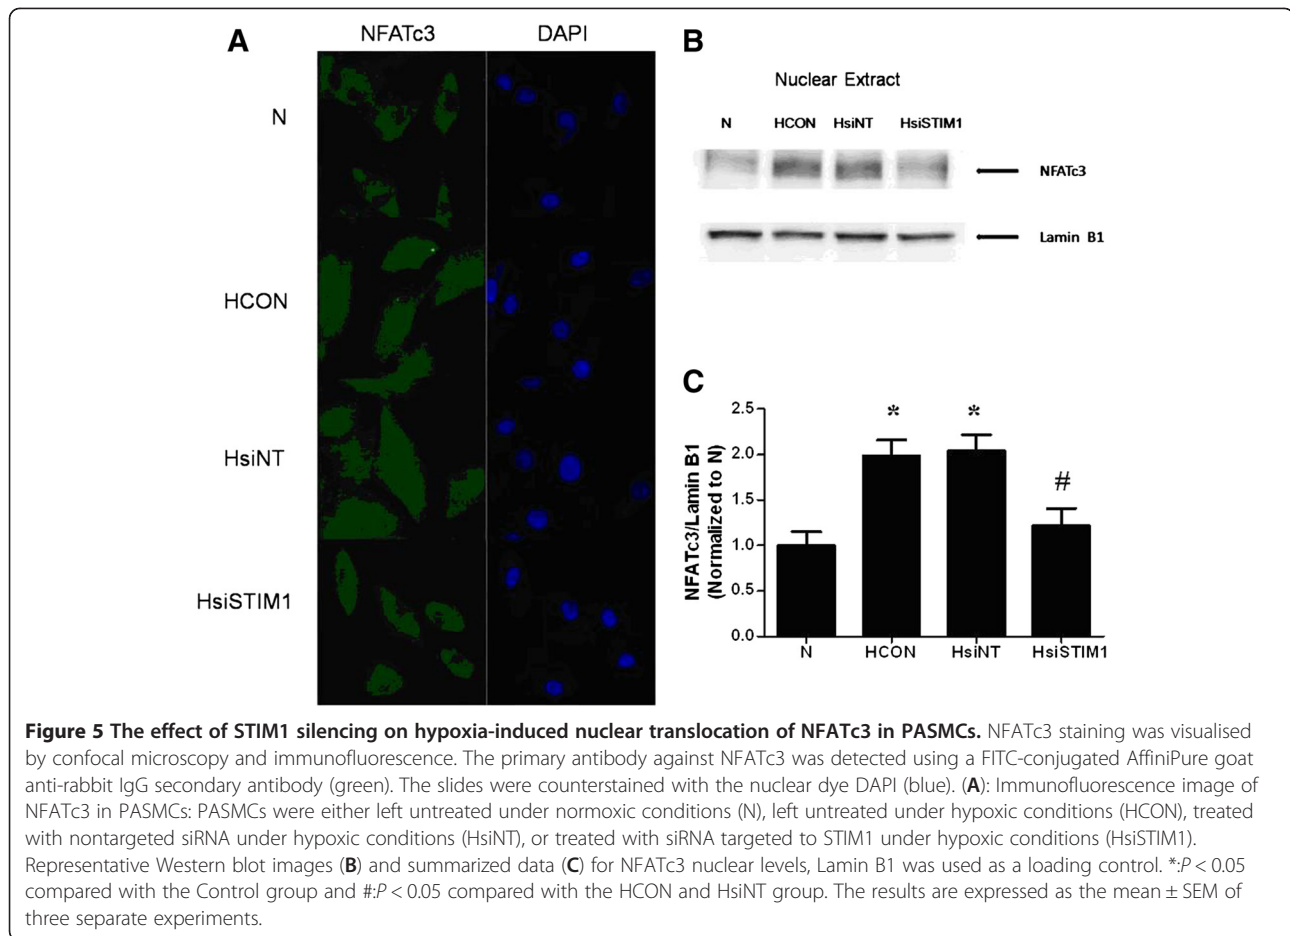 A
NFATc3 DAPI
N
HCON
HsiNT
HsiSTIM1
B
Nuclear Extract
N HCON HsiNT HsiSTIM1
NFATc3
Lamin B1
C
NFATc3/Lamin B1
(Normalized to N)
2.5
2.0
1.5
1.0
0.5
0.0
* * #
N HCON HsiNT HsiSTIM1
Figure 5 The effect of STIM1 silencing on hypoxia-induced nuclear translocation of NFATc3 in PASMCs. NFATc3 staining was visualised
by confocal microscopy and immunofluorescence. The primary antibody against NFATc3 was detected using a FITC-conjugated AffiniPure goat
anti-rabbit IgG secondary antibody (green). The slides were counterstained with the nuclear dye DAPI (blue). (A): Immunofluorescence image of
NFATc3 in PASMCs: PASMCs were either left untreated under normoxic conditions (N), left untreated under hypoxic conditions (HCON), treated
with nontargeted siRNA under hypoxic conditions (HsiNT), or treated with siRNA targeted to STIM1 under hypoxic conditions (HsiSTIM1).
Representative Western blot images (B) and summarized data (C) for NFATc3 nuclear levels, Lamin B1 was used as a loading control. *:P < 0.05
compared with the Control group and #:P < 0.05 compared with the HCON and HsiNT group. The results are expressed as the mean ± SEM of
three separate experiments.